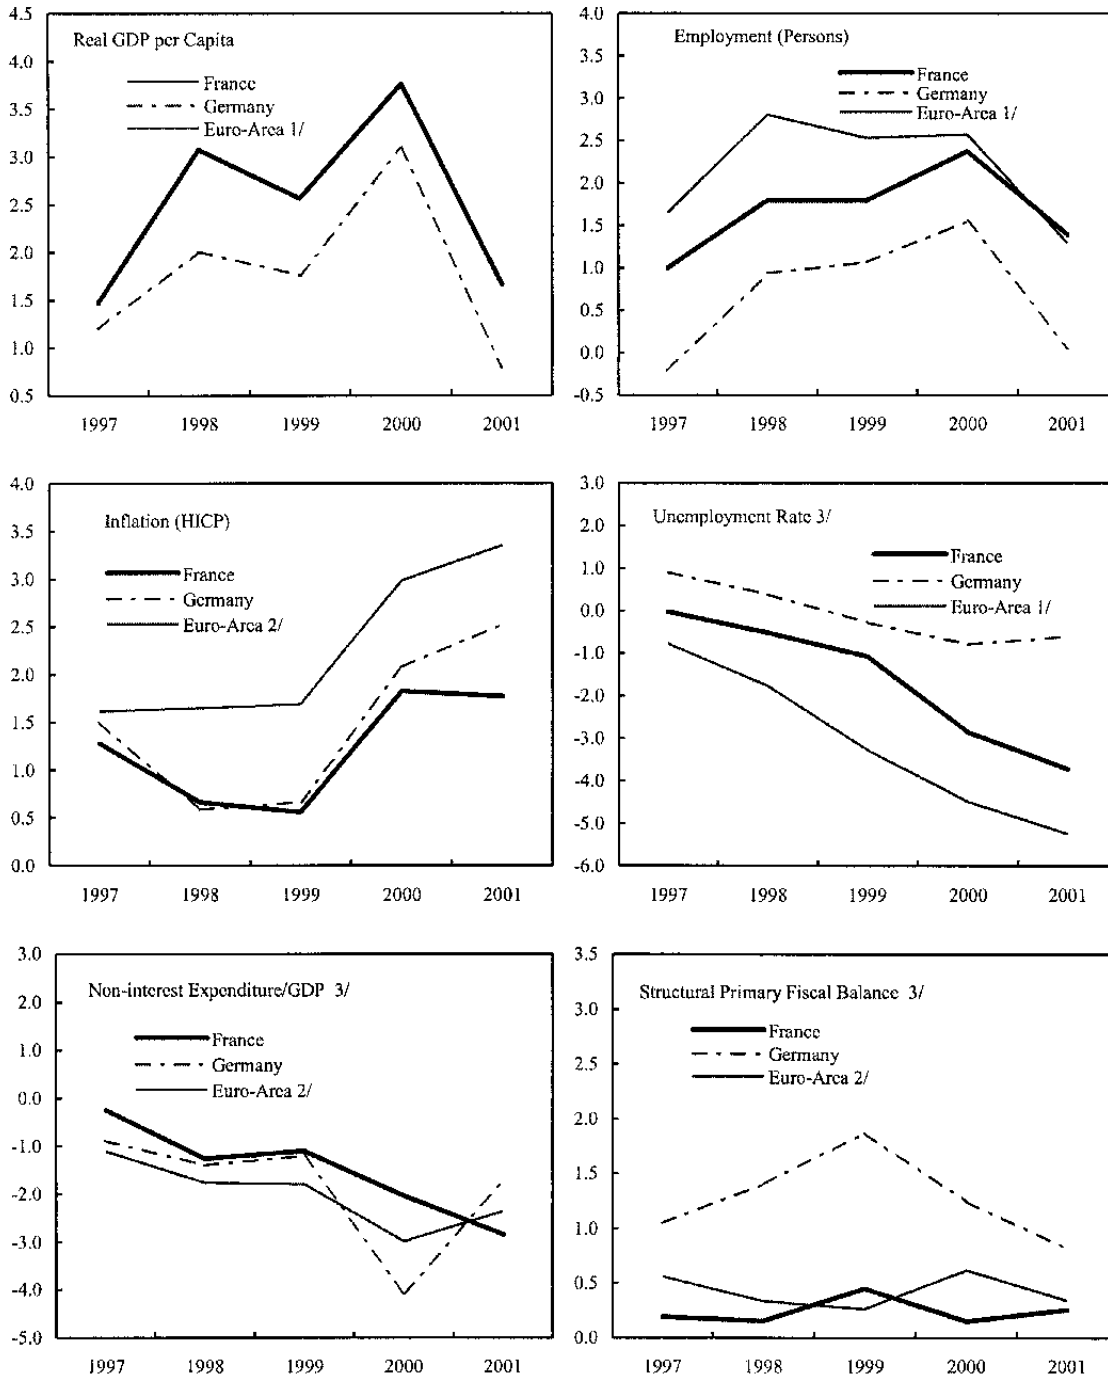 4.5
Real GDP per Capita
4.0
France
3.5
Germany
Euro-Area 1/
3.0
2.5
2.0
1.5
1.0
0.5
1997 1998 1999 2000 2001
4.0
Employment (Persons)
3.5
France
3.0
Germany
Euro-Area 1/
2.5
2.0
1.5
1.0
0.5
0.0
-0.5
1997 1998 1999 2000 2001
4.0
Inflation (HICP)
3.5
France
3.0
Germany
Euro-Area 2/
2.5
2.0
1.5
1.0
0.5
0.0
1997 1998 1999 2000 2001
3.0
Unemployment Rate 3/
2.0
France
1.0
Germany
Euro-Area 1/
0.0
-1.0
-2.0
-3.0
-4.0
-5.0
-6.0
1997 1998 1999 2000 2001
3.0
Non-interest Expenditure/GDP 3/
2.0
France
1.0
Germany
Euro-Area 2/
0.0
-1.0
-2.0
-3.0
-4.0
-5.0
1997 1998 1999 2000 2001
3.5
Structural Primary Fiscal Balance 3/
3.0
France
2.5
Germany
Euro-Area 2/
2.0
1.5
1.0
0.5
0.0
1997 1998 1999 2000 2001